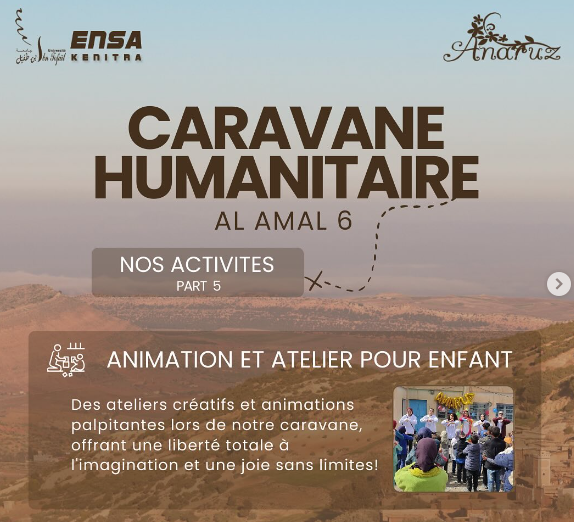 ENSA
KENITRA
Anaruz
CARAVANE
HUMANITAIRE
AL AMAL 6
NOS ACTIVITES
PART 5
ANIMATION ET ATELIER POUR ENFANT
Des ateliers créatifs et animations
palpitantes lors de notre caravane,
offrant une liberté totale à
l'imagination et une joie sans limites!